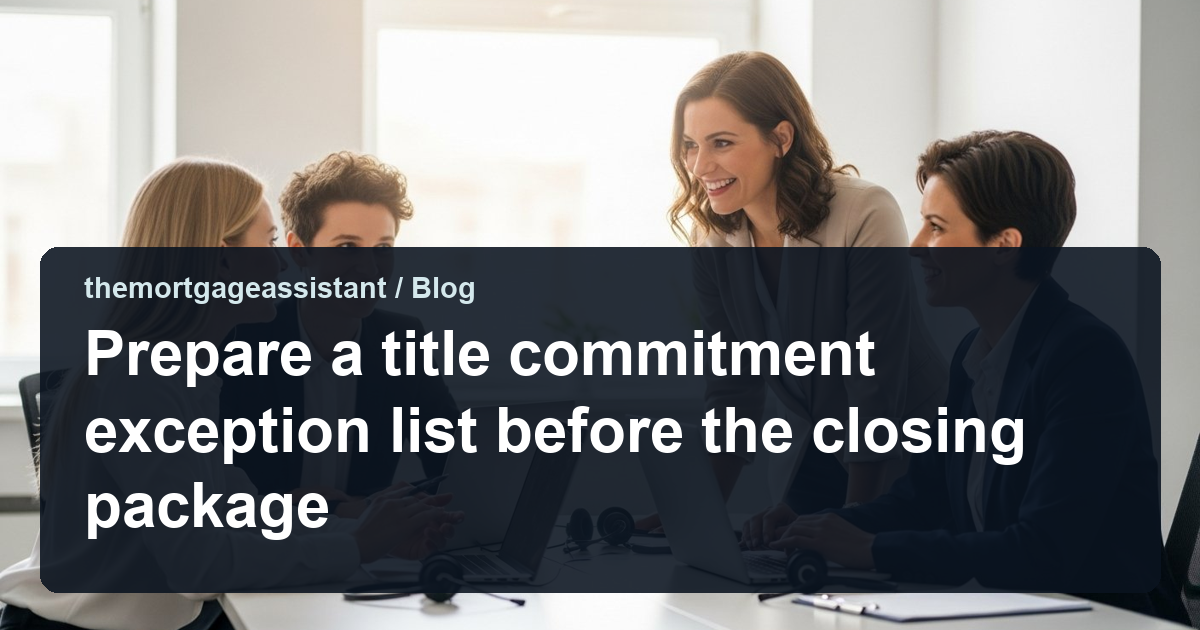 themortgageassistant / Blog
Prepare a title commitment
exception list before the closing
package